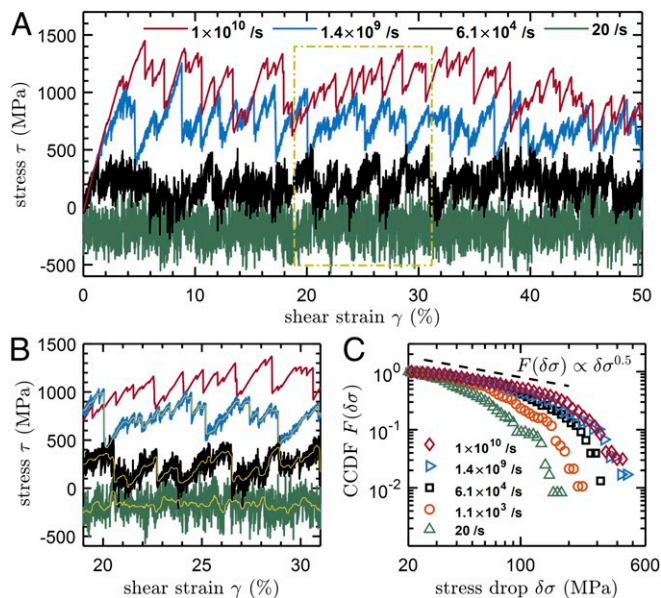 A
1×10¹⁰ /s 1.4×10⁹ /s 6.1×10⁴ /s 20 /s
1500
1000
500
0
-500
stress τ (MPa)
0 10 20 30 40 50
shear strain γ (%)
B
1500
1000
500
0
-500
stress τ (MPa)
20 25 30
shear strain γ (%)
C
F(δσ) ∝ δσ^0.5
10⁰
10⁻¹
10⁻²
CCDF F(δσ)
1×10¹⁰ /s
1.4×10⁹ /s
6.1×10⁴ /s
1.1×10³ /s
20 /s
20 100 600
stress drop δσ (MPa)